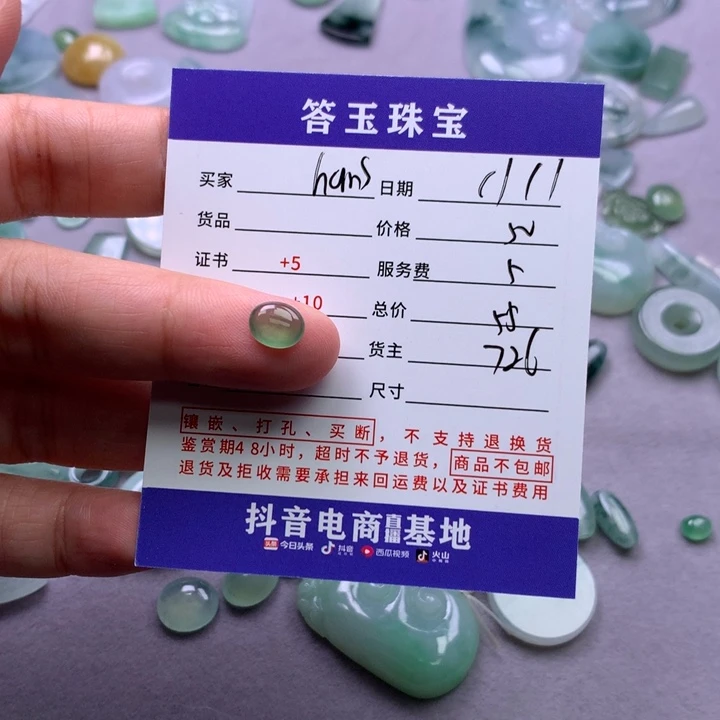 答玉珠宝
买家 hans 日期 11111
货品 价格 50
证书 +5 服务费 5
+10 总价 55
货主 726
尺寸
镶嵌、打孔、买断，不支持退换货
鉴赏期48小时，超时不予退货，商品不包邮
退货及拒收需要承担来回运费以及证书费用
抖音电商直播基地
头条 今日头条 抖音 西瓜视频 火山